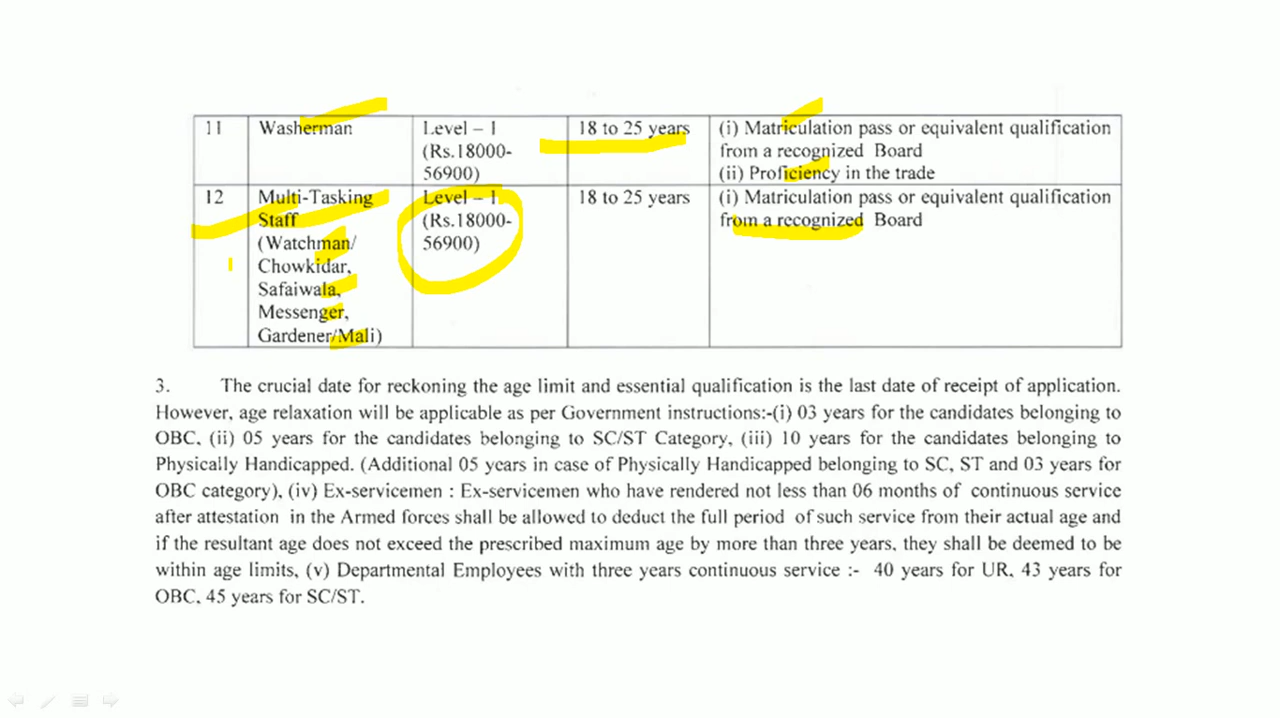 11 Washerman Level – 1 18 to 25 years (i) Matriculation pass or equivalent qualification
(Rs.18000- from a recognized Board
56900) (ii) Proficiency in the trade
12 Multi-Tasking Level – 1 18 to 25 years (i) Matriculation pass or equivalent qualification
Staff (Rs.18000- from a recognized Board
(Watchman/ 56900)
Chowkidar,
Safaiwala,
Messenger,
Gardener/Mali)
3. The crucial date for reckoning the age limit and essential qualification is the last date of receipt of application.
However, age relaxation will be applicable as per Government instructions:-(i) 03 years for the candidates belonging to
OBC, (ii) 05 years for the candidates belonging to SC/ST Category, (iii) 10 years for the candidates belonging to
Physically Handicapped. (Additional 05 years in case of Physically Handicapped belonging to SC, ST and 03 years for
OBC category), (iv) Ex-servicemen : Ex-servicemen who have rendered not less than 06 months of continuous service
after attestation in the Armed forces shall be allowed to deduct the full period of such service from their actual age and
if the resultant age does not exceed the prescribed maximum age by more than three years, they shall be deemed to be
within age limits, (v) Departmental Employees with three years continuous service :- 40 years for UR, 43 years for
OBC, 45 years for SC/ST.